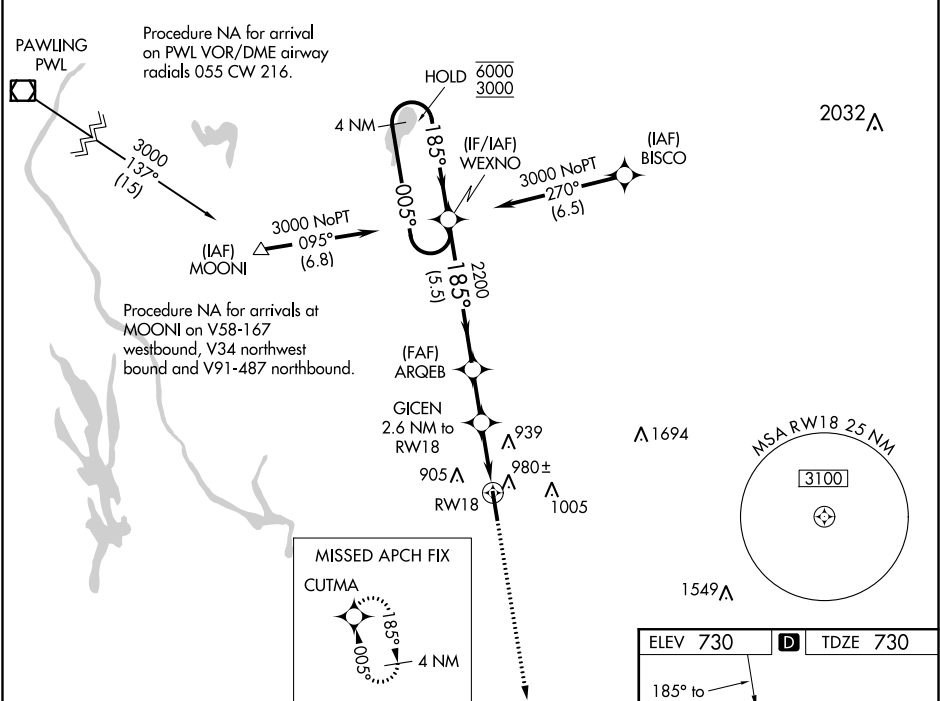 Procedure NA for arrival
on PWL VOR/DME airway
radials 055 CW 216.
PAWLING
PWL
3000
137°
(15)
HOLD 6000
3000
4 NM
185°
005°
(IF/IAF)
WEXNO
2032
(IAF)
BISCO
3000 NoPT
270°
(6.5)
3000 NoPT
095°
(6.8)
(IAF)
MOONI
2200
185°
(5.5)
Procedure NA for arrivals at
MOONI on V58-167
westbound, V34 northwest
bound and V91-487 northbound.
(FAF)
ARQEB
GICEN
2.6 NM to
RW18
939
1694
905
980±
1005
RW18
MSA RW18 25 NM
3100
MISSED APCH FIX
CUTMA
185°
005°
4 NM
1549
ELEV 730 D TDZE 730
185° to